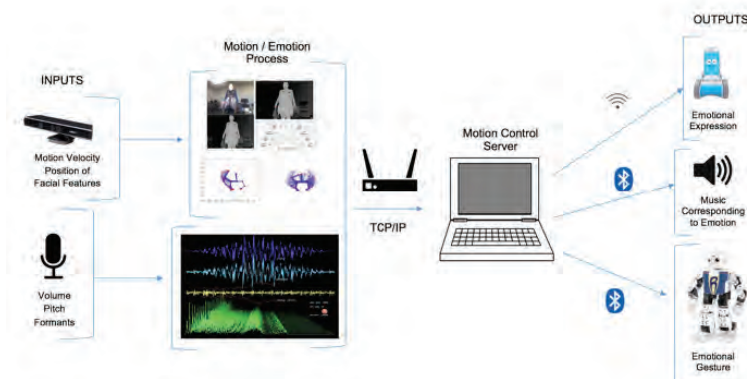 INPUTS
Motion Velocity
Position of
Facial Features
Volume
Pitch
Formants
Motion / Emotion
Process
TCP/IP
Motion Control
Server
OUTPUTS
Emotional
Expression
Music
Corresponding
to Emotion
Emotional
Gesture